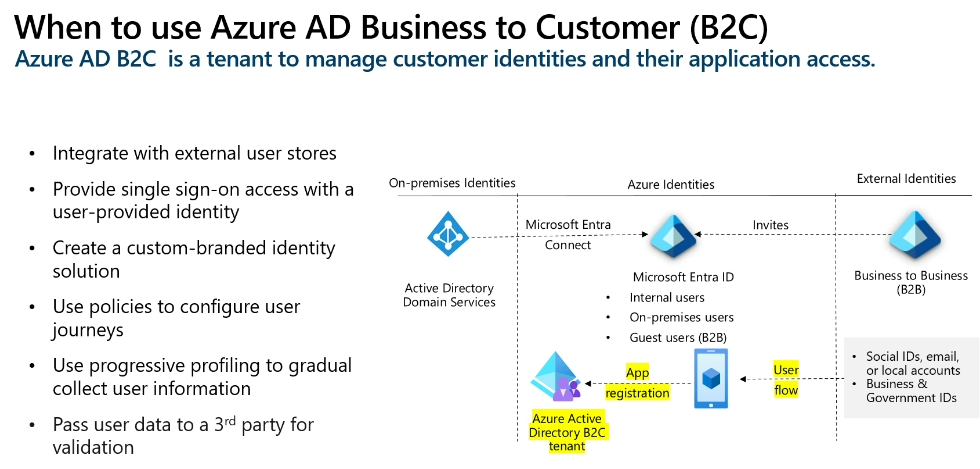 When to use Azure AD Business to Customer (B2C)
Azure AD B2C is a tenant to manage customer identities and their application access.
• Integrate with external user stores
• Provide single sign-on access with a
user-provided identity
• Create a custom-branded identity
solution
• Use policies to configure user
journeys
• Use progressive profiling to gradual
collect user information
• Pass user data to a 3rd party for
validation
On-premises Identities
Azure Identities
External Identities
Microsoft Entra
Connect
Invites
Active Directory
Domain Services
Microsoft Entra ID
• Internal users
• On-premises users
• Guest users (B2B)
Business to Business
(B2B)
App
registration
User
flow
• Social IDs, email,
or local accounts
• Business &
Government IDs
Azure Active
Directory B2C
tenant